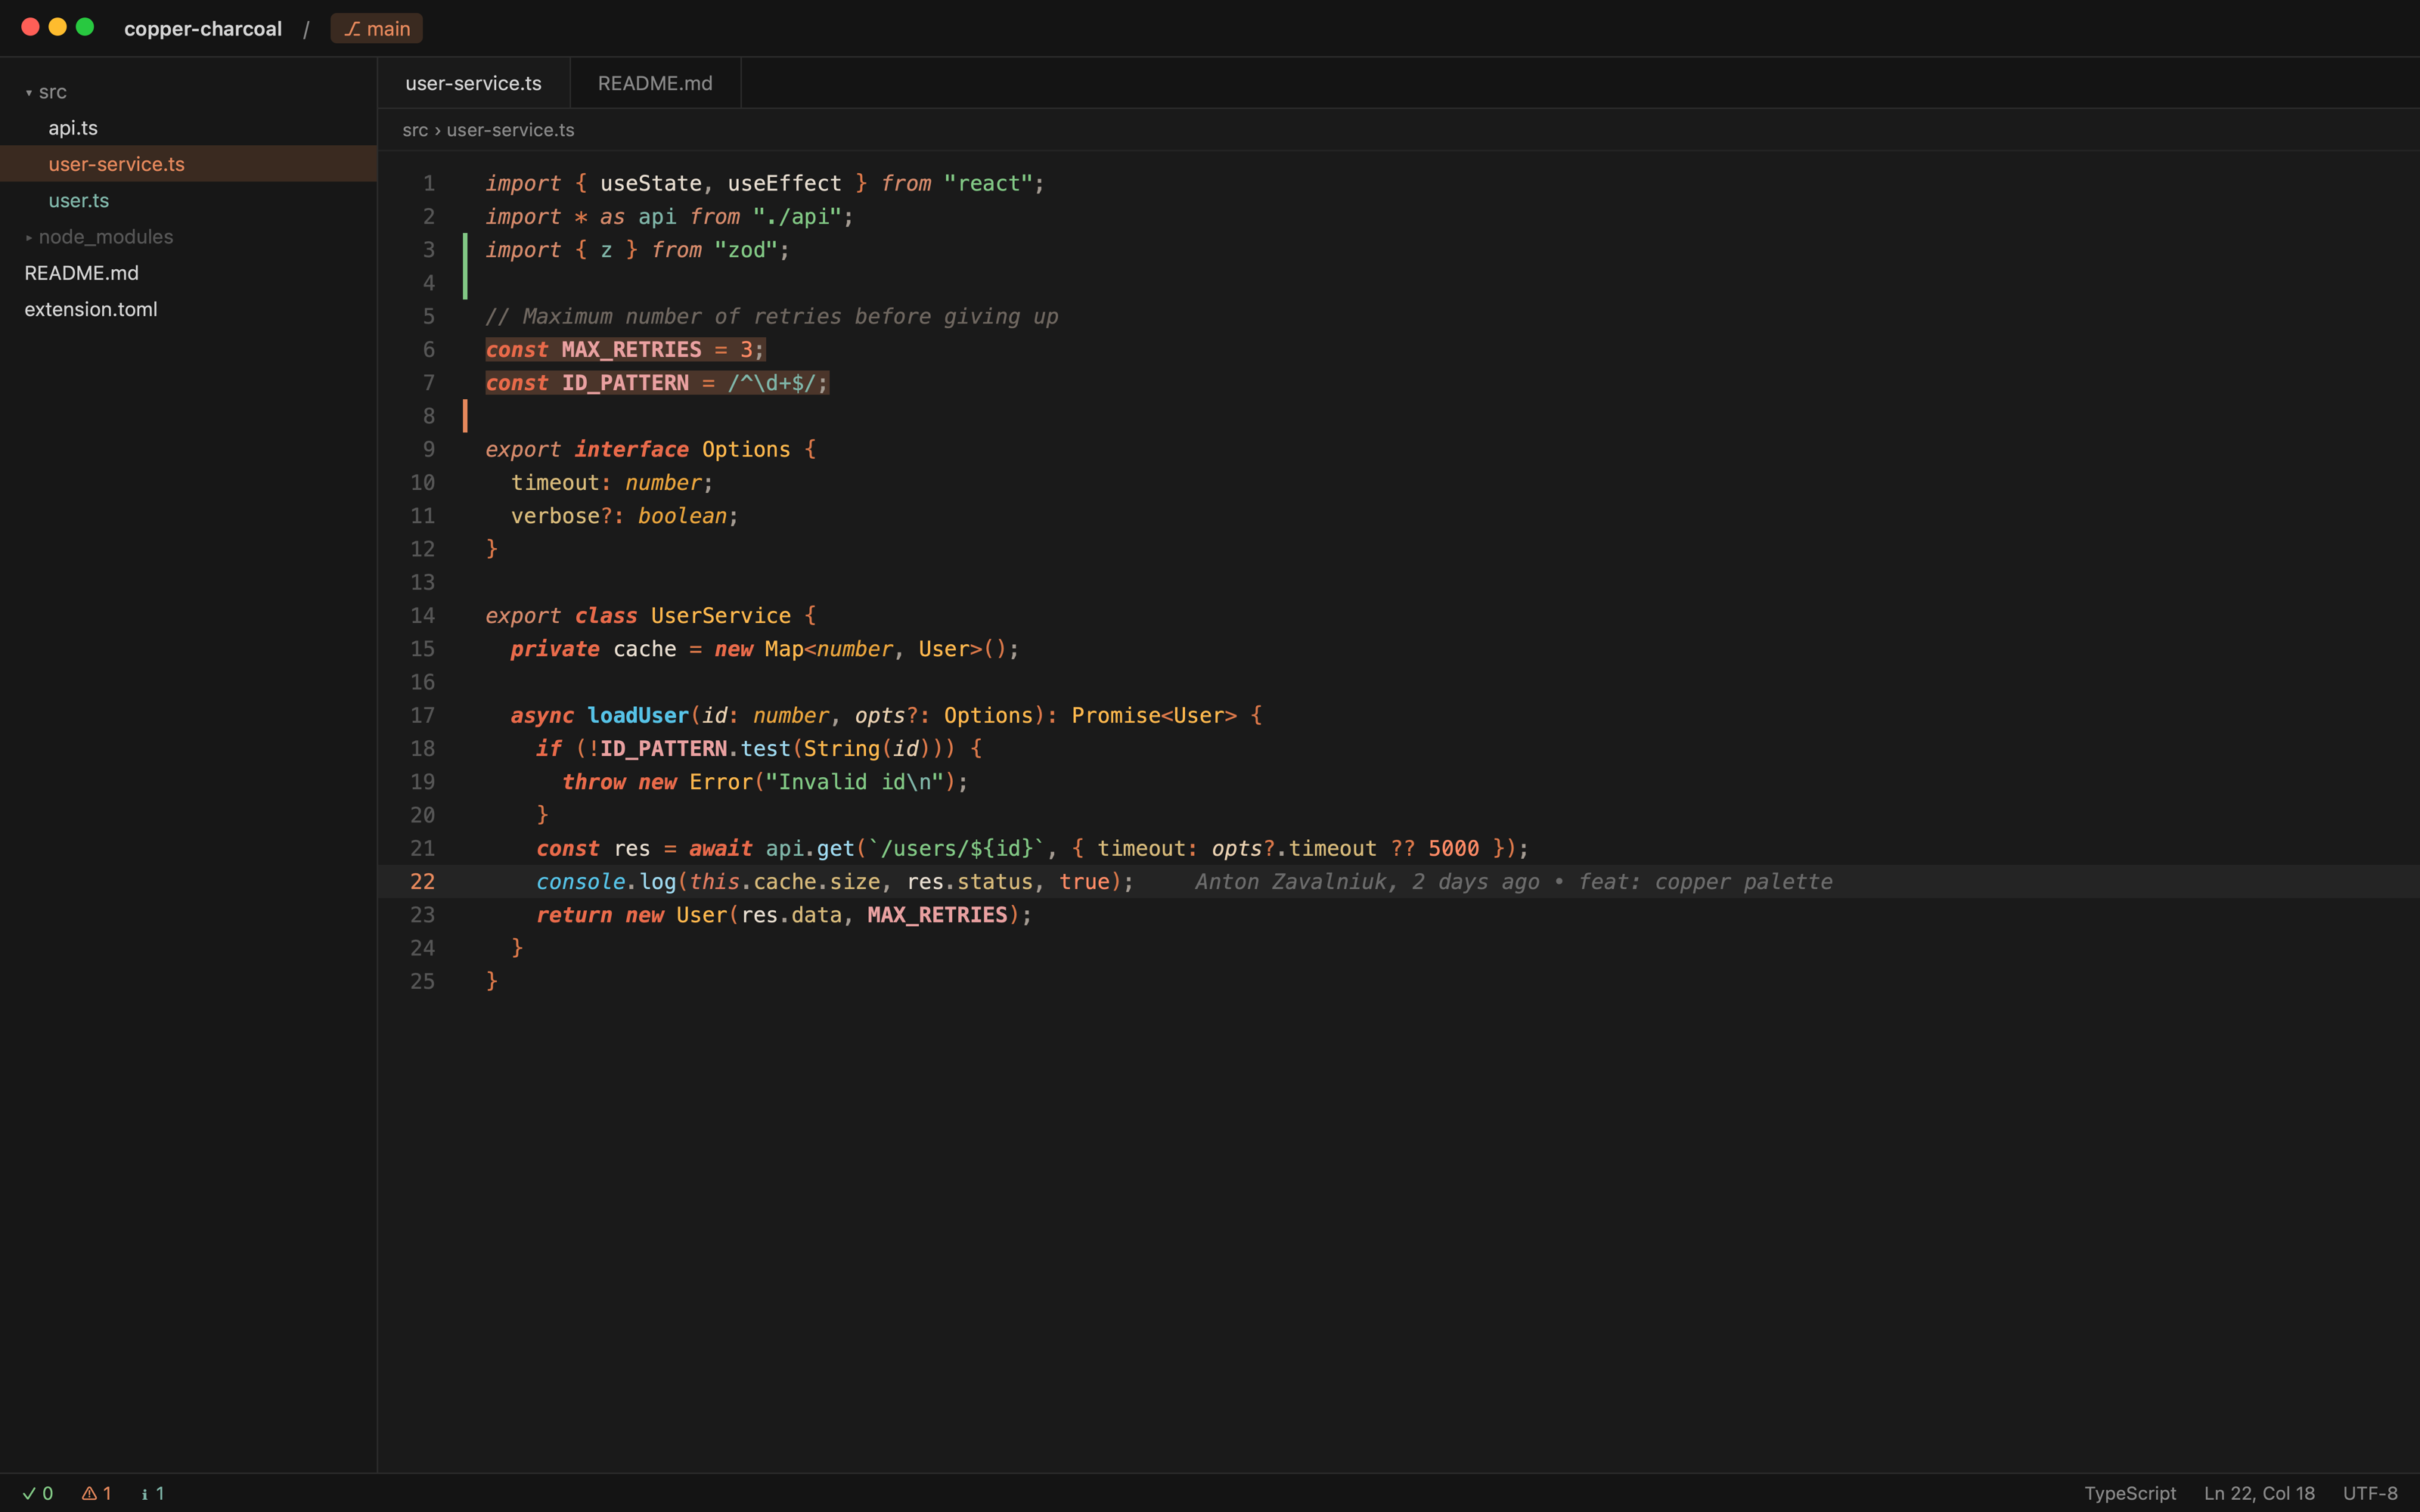 copper-charcoal / ⎇ main
▾ src
api.ts
user-service.ts
user.ts
▸ node_modules
README.md
extension.toml
user-service.ts README.md
src › user-service.ts
1 import { useState, useEffect } from "react";
2 import * as api from "./api";
3 import { z } from "zod";
4
5 // Maximum number of retries before giving up
6 const MAX_RETRIES = 3;
7 const ID_PATTERN = /^\d+$/;
8
9 export interface Options {
10   timeout: number;
11   verbose?: boolean;
12 }
13
14 export class UserService {
15   private cache = new Map<number, User>();
16
17   async loadUser(id: number, opts?: Options): Promise<User> {
18     if (!ID_PATTERN.test(String(id))) {
19       throw new Error("Invalid id\n");
20     }
21     const res = await api.get(`/users/${id}`, { timeout: opts?.timeout ?? 5000 });
22     console.log(this.cache.size, res.status, true); Anton Zavalniuk, 2 days ago • feat: copper palette
23     return new User(res.data, MAX_RETRIES);
24   }
25 }
✓ 0 ⚠ 1 ℹ 1 TypeScript Ln 22, Col 18 UTF-8